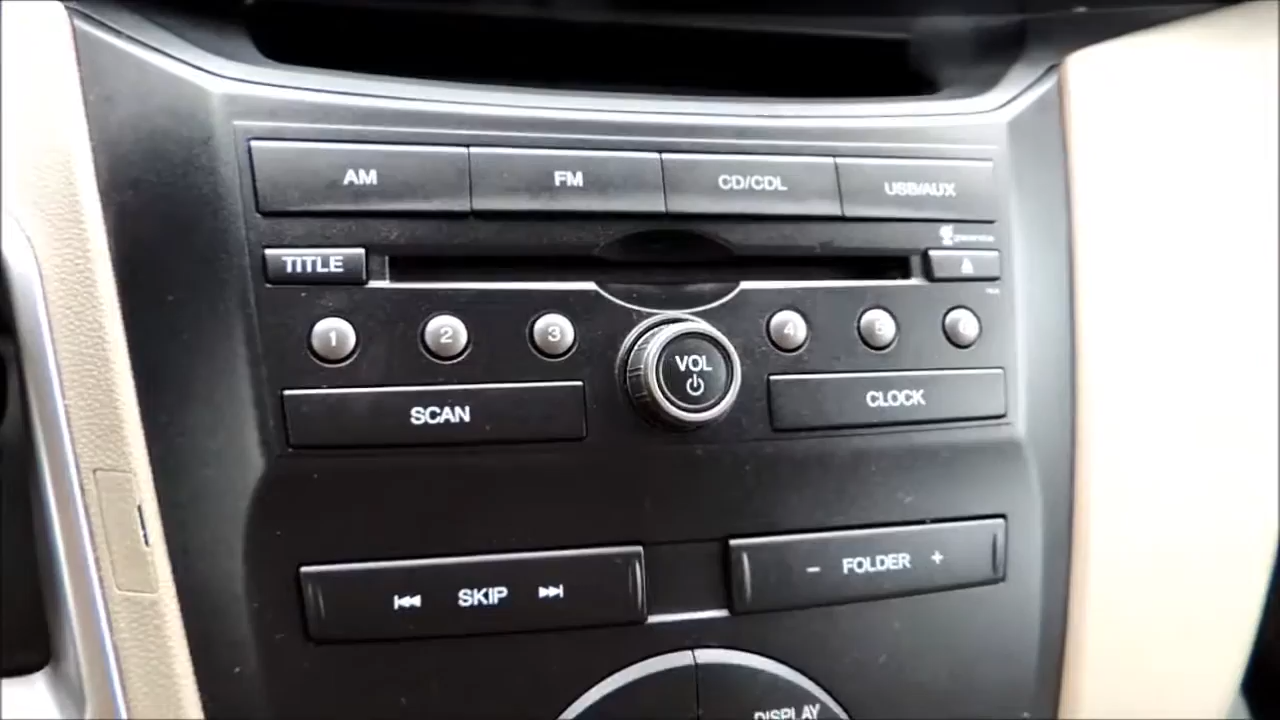 AM FM CD/CDL USB/AUX
TITLE
1 2 3 4 5 6
VOL
SCAN CLOCK
SKIP - FOLDER +
DISPLAY